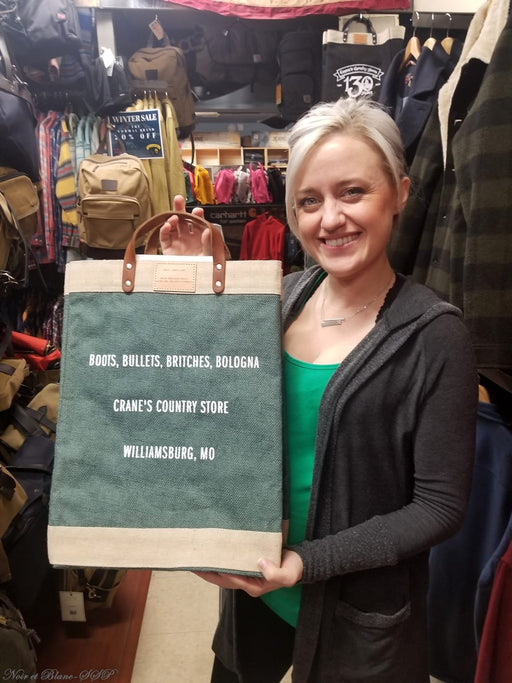 130
WINTER SALE
20% OFF
carhartt
BOOTS, BULLETS, BRITCHES, BOLOGNA
CRANE'S COUNTRY STORE
WILLIAMSBURG, MO
Noir et Blanc-SSP